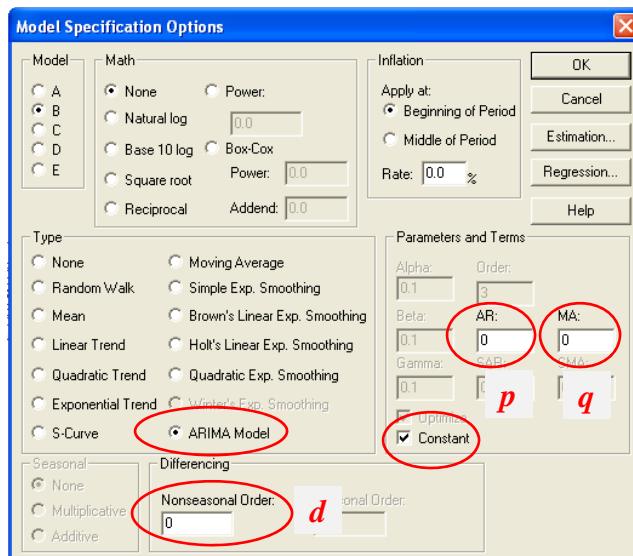 Model Specification Options
Model
A
B
C
D
E
Math
None
Natural log
Base 10 log
Square root
Reciprocal
Power:
0.0
Box-Cox
Power:
0.0
Addend:
0.0
Inflation
Apply at:
Beginning of Period
Middle of Period
Rate: 0.0 %
OK
Cancel
Estimation...
Regression...
Help
Type
None
Random Walk
Mean
Linear Trend
Quadratic Trend
Exponential Trend
S-Curve
Moving Average
Simple Exp. Smoothing
Brown's Linear Exp. Smoothing
Holt's Linear Exp. Smoothing
Quadratic Exp. Smoothing
Winter's Exp. Smoothing
ARIMA Model
Parameters and Terms
Alpha:
0.1
Order:
3
Beta:
0.1
AR:
0
MA:
0
Gamma:
0.1
SAR:
SMA:
p
q
Optimize
Constant
Seasonal
None
Multiplicative
Additive
Differencing
Nonseasonal Order:
0
d
Order: